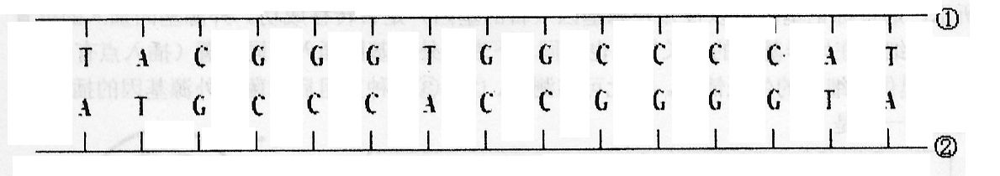 ①
T A C G G G T G G C C C C A T
A T G C C C A C C G G G G T A
②